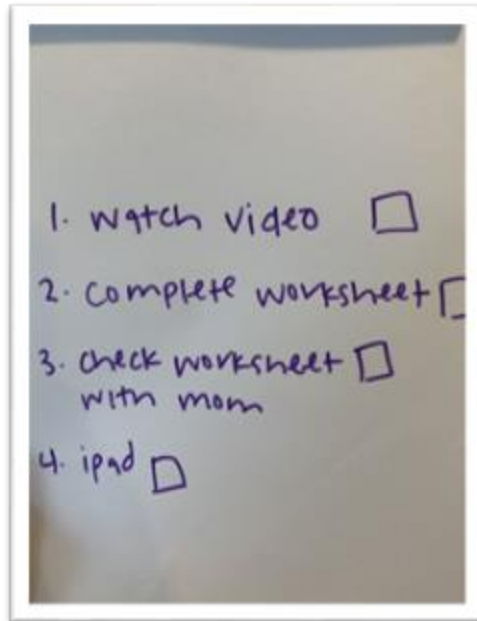 1. watch video
2. complete worksheet
3. check worksheet
with mom
4. ipad